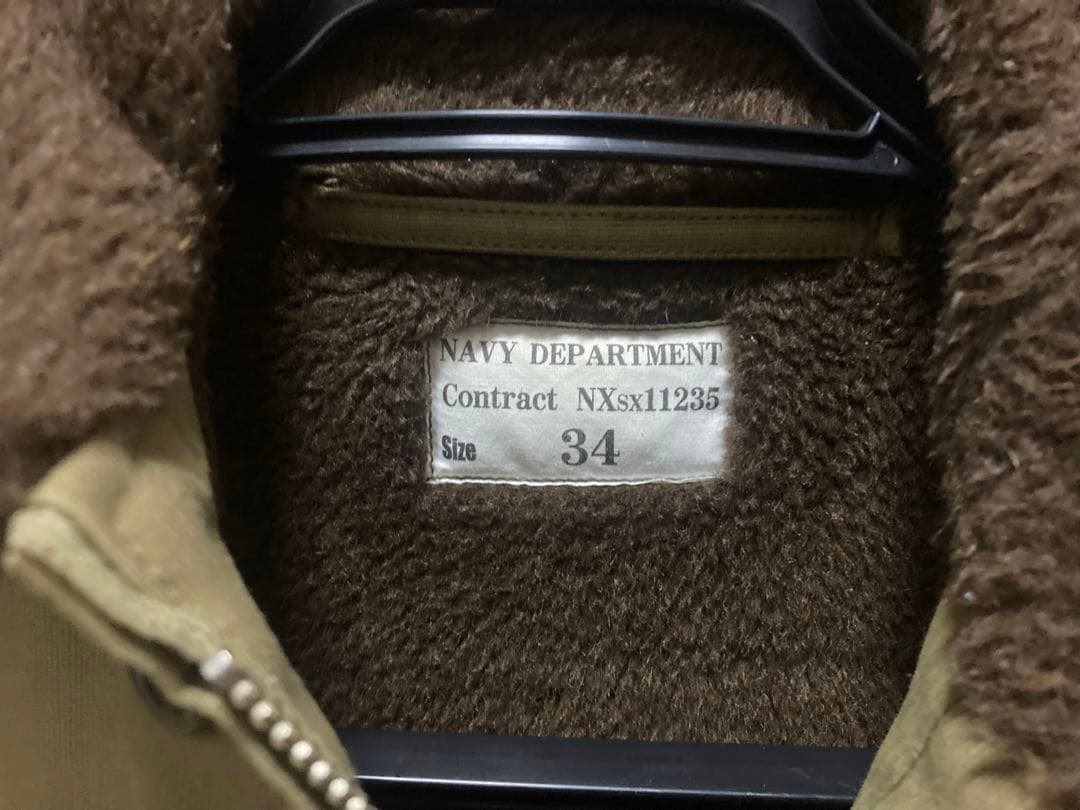 NAVY DEPARTMENT
Contract NXsx11235
Size 34